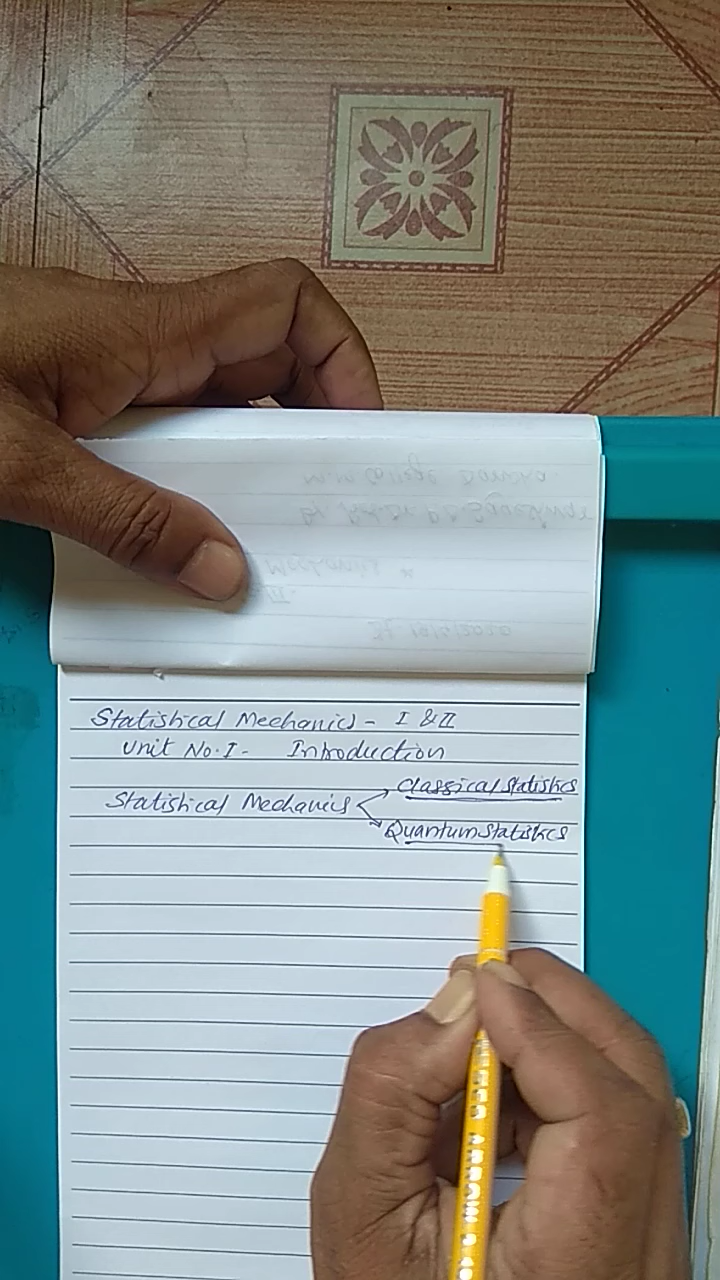 Statistical Mechanics - I & II
Unit No. I - Introduction
Classical Statistics
Statistical Mechanics
Quantum Statistics